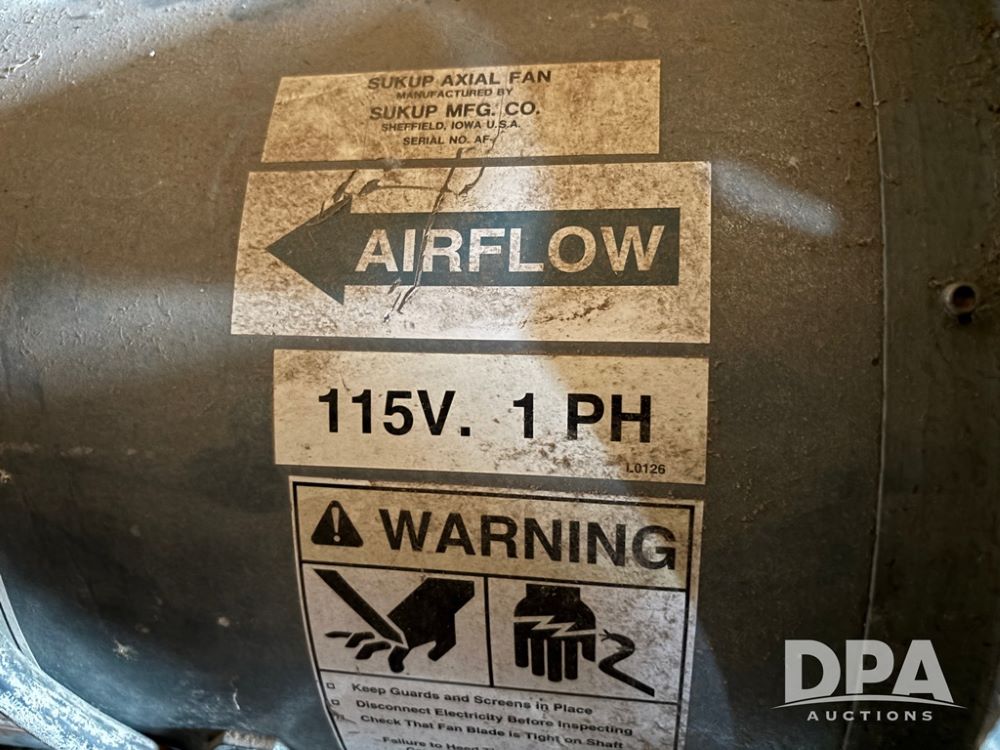 SUKUP AXIAL FAN
MANUFACTURED BY
SUKUP MFG. CO.
SHEFFIELD, IOWA U.S.A.
SERIAL NO. AF
AIRFLOW
115V. 1 PH
L0126
WARNING
Keep Guards and Screens in Place
Disconnect Electricity Before Inspecting
Check That Fan Blade is Tight on Shaft
Failure to Heed
DPA
AUCTIONS